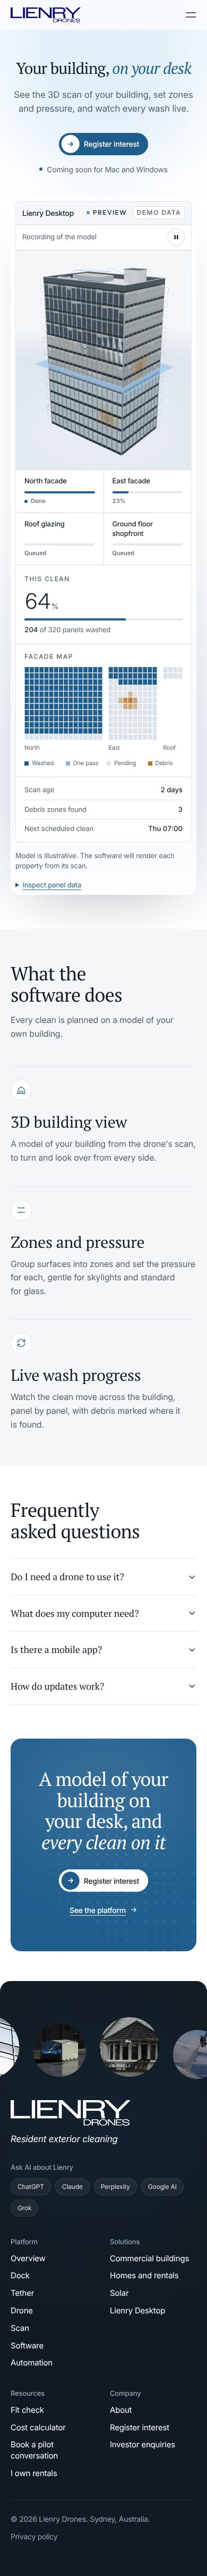 LIENRY
DRONES
Your building, on your desk
See the 3D scan of your building, set zones
and pressure, and watch every wash live.
Register interest
Coming soon for Mac and Windows
Lienry Desktop
PREVIEW
DEMO DATA
Recording of the model
North facade
Done
East facade
23%
Roof glazing
Queued
Ground floor
shopfront
Queued
THIS CLEAN
64%
204 of 320 panels washed
FACADE MAP
North
East
Roof
Washed
One pass
Pending
Debris
Scan age
2 days
Debris zones found
3
Next scheduled clean
Thu 07:00
Model is illustrative. The software will render each
property from its scan.
Inspect panel data
What the
software does
Every clean is planned on a model of your
own building.
3D building view
A model of your building from the drone's scan,
to turn and look over from every side.
Zones and pressure
Group surfaces into zones and set the pressure
for each, gentle for skylights and standard
for glass.
Live wash progress
Watch the clean move across the building,
panel by panel, with debris marked where it
is found.
Frequently
asked questions
Do I need a drone to use it?
What does my computer need?
Is there a mobile app?
How do updates work?
A model of your
building on
your desk, and
every clean on it
Register interest
See the platform
LIENRY
DRONES
Resident exterior cleaning
Ask AI about Lienry
ChatGPT
Claude
Perplexity
Google AI
Grok
Platform
Overview
Dock
Tether
Drone
Scan
Software
Automation
Solutions
Commercial buildings
Homes and rentals
Solar
Lienry Desktop
Resources
Fit check
Cost calculator
Book a pilot
conversation
I own rentals
Company
About
Register interest
Investor enquiries
© 2026 Lienry Drones. Sydney, Australia.
Privacy policy